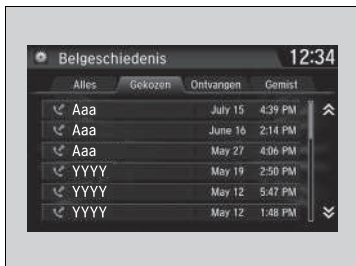 Belgeschiedenis 12:34
Alles Gekozen Ontvangen Gemist
Aaa July 15 4:39 PM
Aaa June 16 2:14 PM
Aaa May 27 4:06 PM
YYYY May 19 2:50 PM
YYYY May 12 5:47 PM
YYYY May 12 1:48 PM